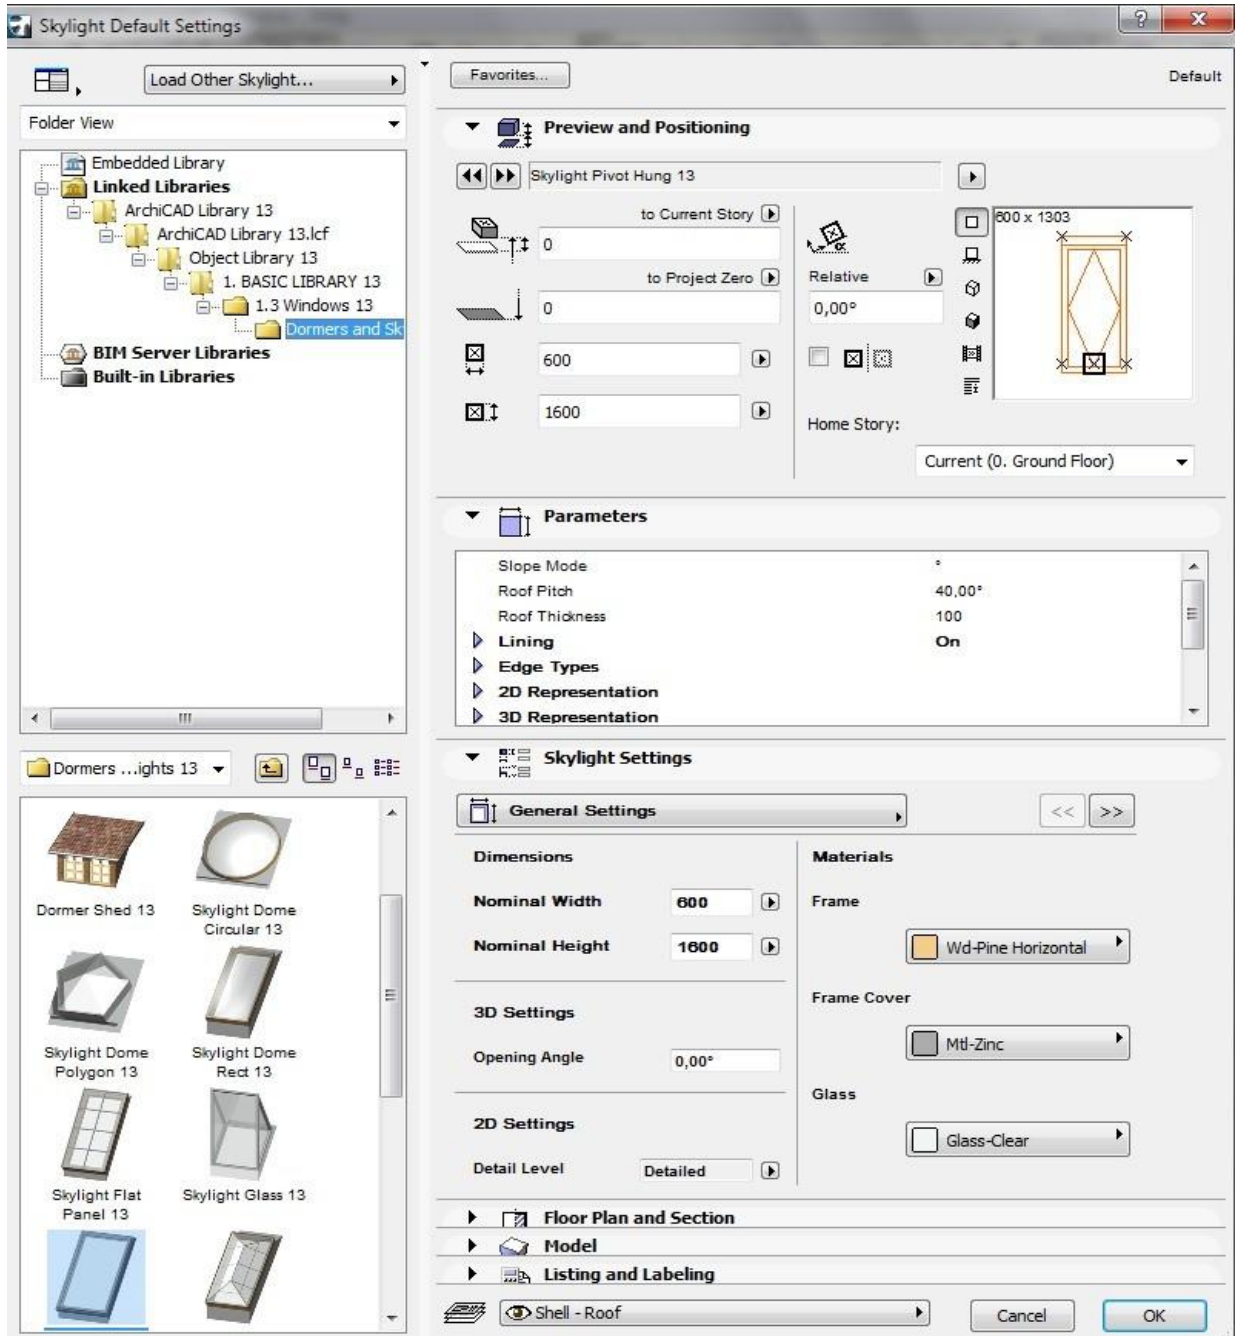 Skylight Default Settings
Load Other Skylight...
Folder View
Embedded Library
Linked Libraries
ArchiCAD Library 13
ArchiCAD Library 13.lcf
Object Library 13
1. BASIC LIBRARY 13
1.3 Windows 13
Dormers and Sk
BIM Server Libraries
Built-in Libraries
Dormers ...ights 13
Dormer Shed 13
Skylight Dome
Circular 13
Skylight Dome
Polygon 13
Skylight Dome
Rect 13
Skylight Flat
Panel 13
Skylight Glass 13
Favorites...
Default
Preview and Positioning
Skylight Pivot Hung 13
to Current Story
0
to Project Zero
0
600
1600
Relative
0,00°
600 x 1303
Home Story:
Current (0. Ground Floor)
Parameters
Slope Mode °
Roof Pitch 40,00°
Roof Thickness 100
Lining On
Edge Types
2D Representation
3D Representation
Skylight Settings
General Settings
<< >>
Dimensions
Nominal Width 600
Nominal Height 1600
3D Settings
Opening Angle 0,00°
2D Settings
Detail Level Detailed
Materials
Frame
Wd-Pine Horizontal
Frame Cover
Mtl-Zinc
Glass
Glass-Clear
Floor Plan and Section
Model
Listing and Labeling
Shell - Roof
Cancel
OK